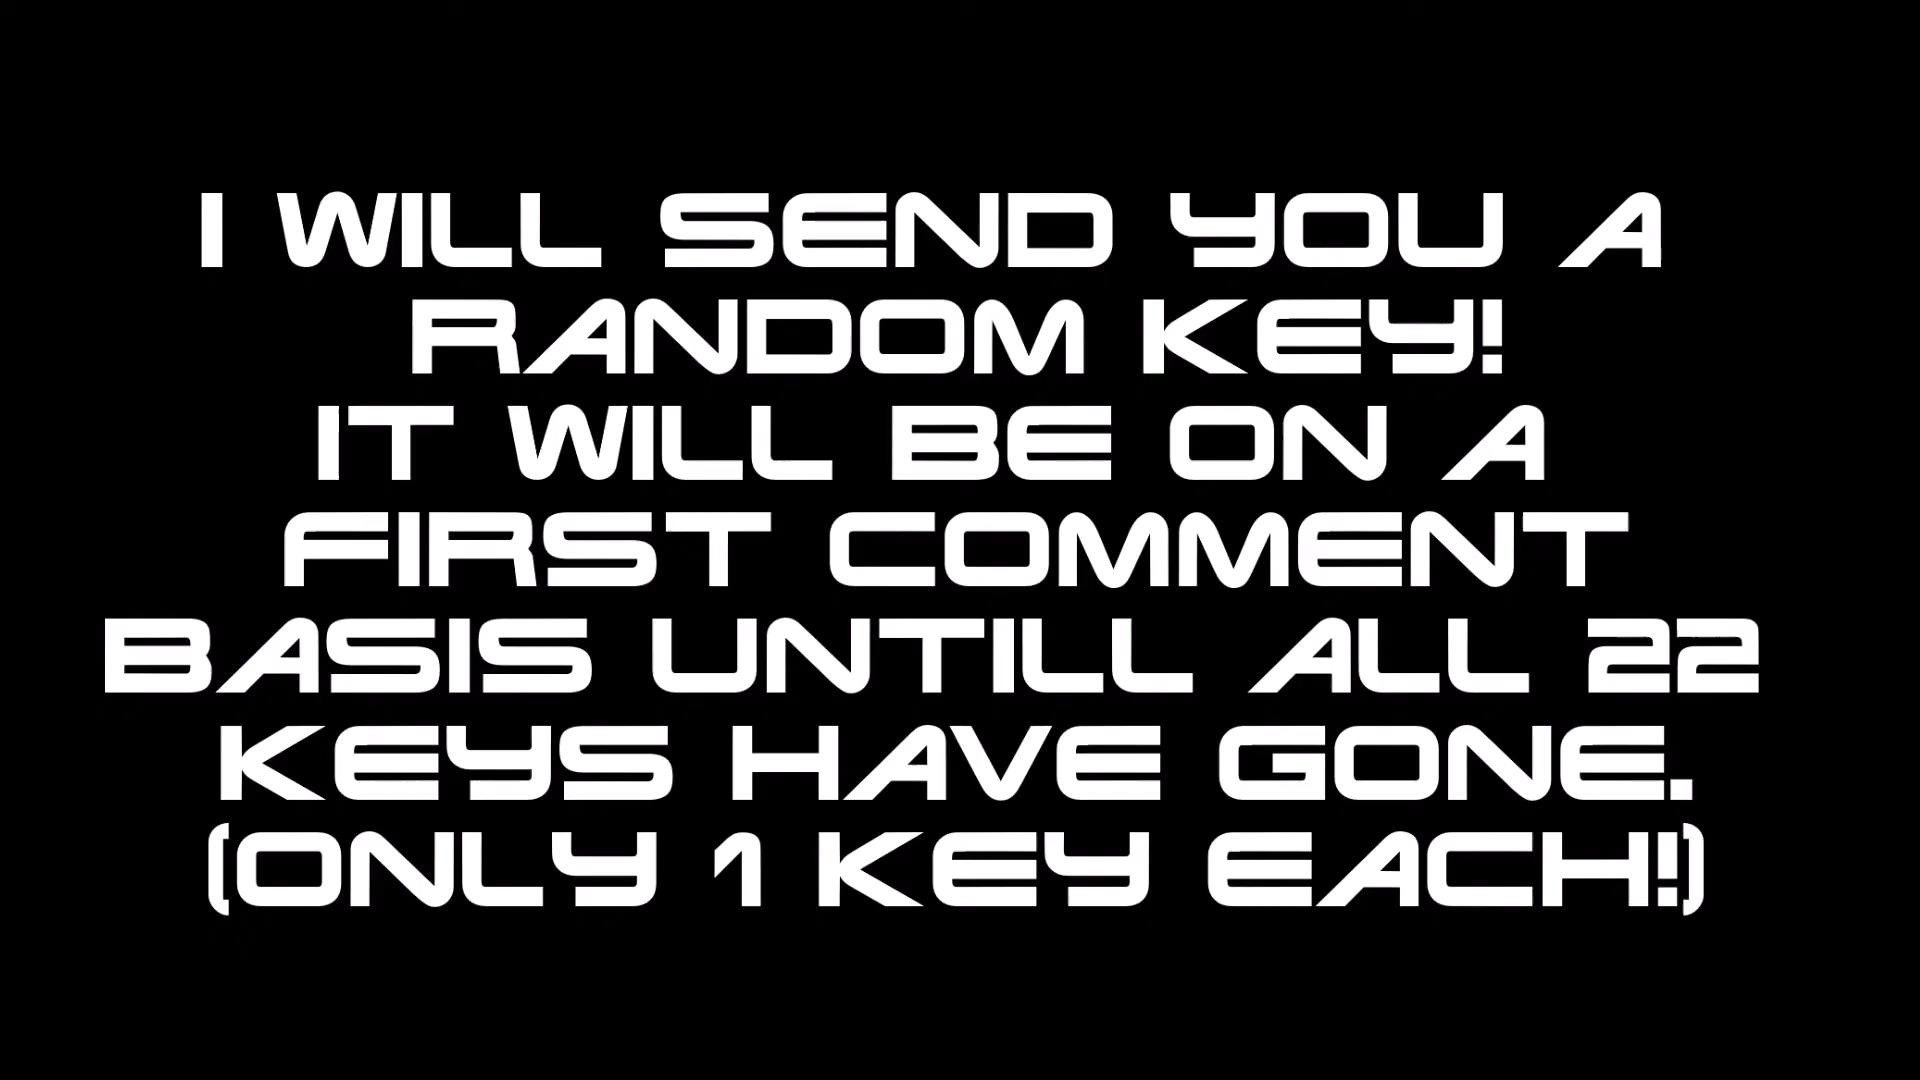 I WILL SEND YOU A
RANDOM KEY!
IT WILL BE ON A
FIRST COMMENT
BASIS UNTILL ALL 22
KEYS HAVE GONE.
(ONLY 1 KEY EACH!)